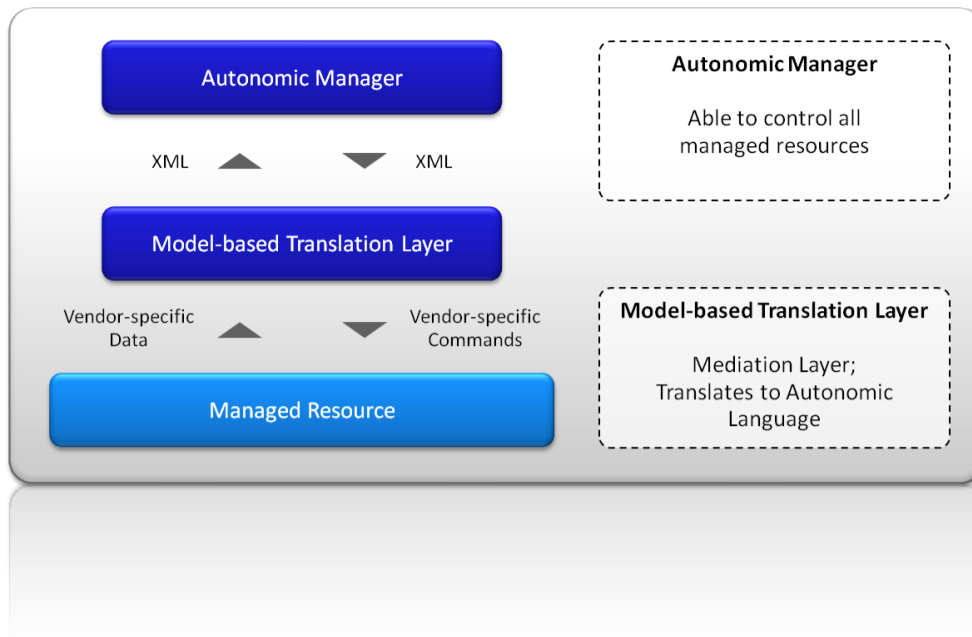 Autonomic Manager
XML
XML
Model-based Translation Layer
Vendor-specific
Data
Vendor-specific
Commands
Managed Resource
Autonomic Manager
Able to control all
managed resources
Model-based Translation Layer
Mediation Layer;
Translates to Autonomic
Language